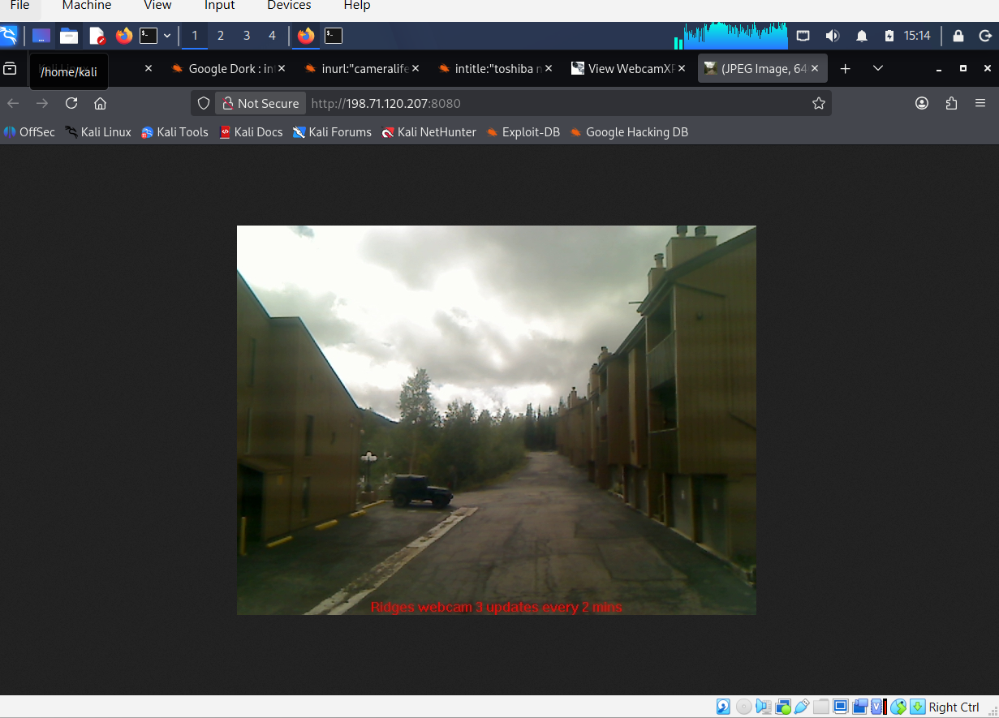 File Machine View Input Devices Help
1 2 3 4 15:14
/home/kali
Google Dork : in
inurl:"cameralife
intitle:"toshiba n
View WebcamXP
(JPEG Image, 64
Not Secure http://198.71.120.207:8080
OffSec Kali Linux Kali Tools Kali Docs Kali Forums Kali NetHunter Exploit-DB Google Hacking DB
Ridges webcam 3 updates every 2 mins
Right Ctrl